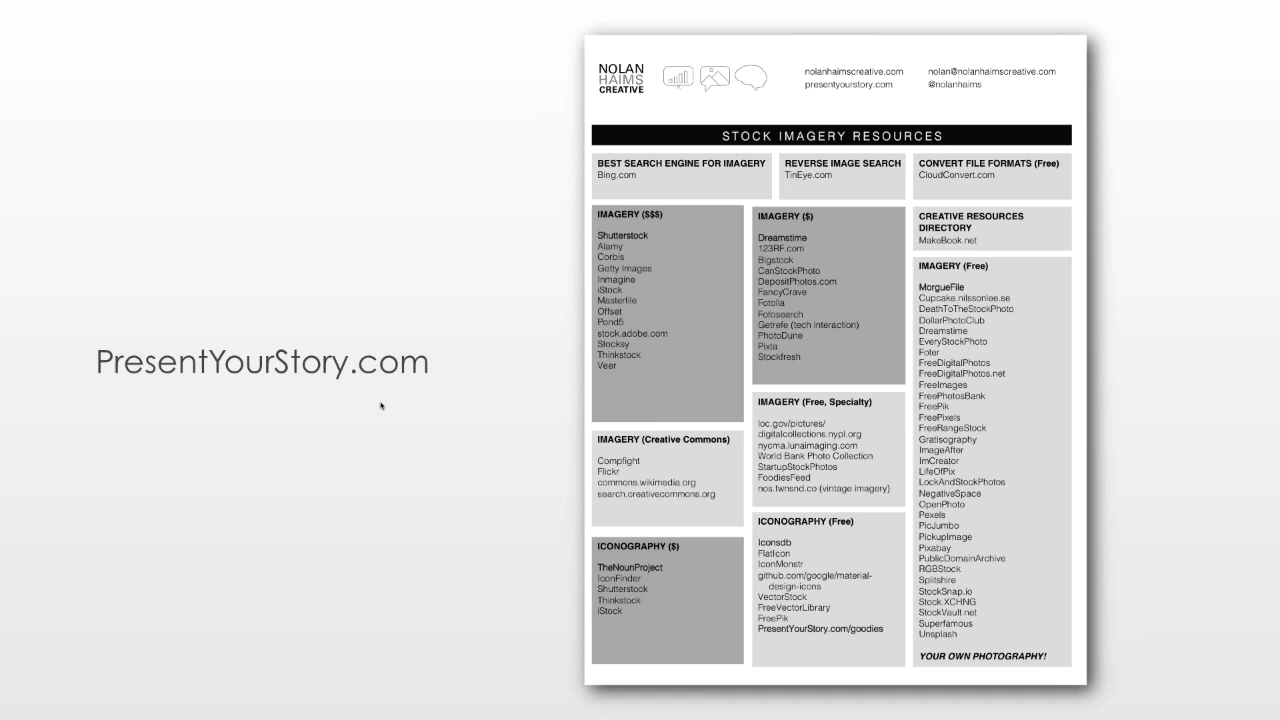 PresentYourStory.com
NOLAN
HAIMS
CREATIVE
nolanhaimscreative.com
presentyourstory.com
nolan@nolanhaimscreative.com
@nolanhaims
STOCK IMAGERY RESOURCES
BEST SEARCH ENGINE FOR IMAGERY
Bing.com
REVERSE IMAGE SEARCH
TinEye.com
CONVERT FILE FORMATS (Free)
CloudConvert.com
IMAGERY ($$$)
Shutterstock
Alamy
Corbis
Getty Images
Inmagine
iStock
Masterfile
Offset
Pond5
stock.adobe.com
Stocksy
Thinkstock
Veer
IMAGERY (Creative Commons)
Compfight
Flickr
commons.wikimedia.org
search.creativecommons.org
ICONOGRAPHY ($)
TheNounProject
IconFinder
Shutterstock
Thinkstock
iStock
IMAGERY ($)
Dreamstime
123RF.com
Bigstock
CanStockPhoto
DepositPhotos.com
FancyCrave
Fotolia
Fotosearch
Getrefe (tech interaction)
PhotoDune
Pixta
Stockfresh
IMAGERY (Free, Specialty)
loc.gov/pictures/
digitalcollections.nypl.org
nycma.lunaimaging.com
World Bank Photo Collection
StartupStockPhotos
FoodiesFeed
nos.twnsnd.co (vintage imagery)
ICONOGRAPHY (Free)
Iconsdb
FlatIcon
IconMonstr
github.com/google/material-
design-icons
VectorStock
FreeVectorLibrary
FreePik
PresentYourStory.com/goodies
CREATIVE RESOURCES
DIRECTORY
MakeBook.net
IMAGERY (Free)
MorgueFile
Cupcake.nilssonlee.se
DeathToTheStockPhoto
DollarPhotoClub
Dreamstime
EveryStockPhoto
Foter
FreeDigitalPhotos
FreeDigitalPhotos.net
FreeImages
FreePhotosBank
FreePik
FreePixels
FreeRangeStock
Gratisography
ImageAfter
ImCreator
LifeOfPix
LockAndStockPhotos
NegativeSpace
OpenPhoto
Pexels
PicJumbo
PickupImage
Pixabay
PublicDomainArchive
RGBStock
Splitshire
StockSnap.io
Stock.XCHNG
StockVault.net
Superfamous
Unsplash
YOUR OWN PHOTOGRAPHY!